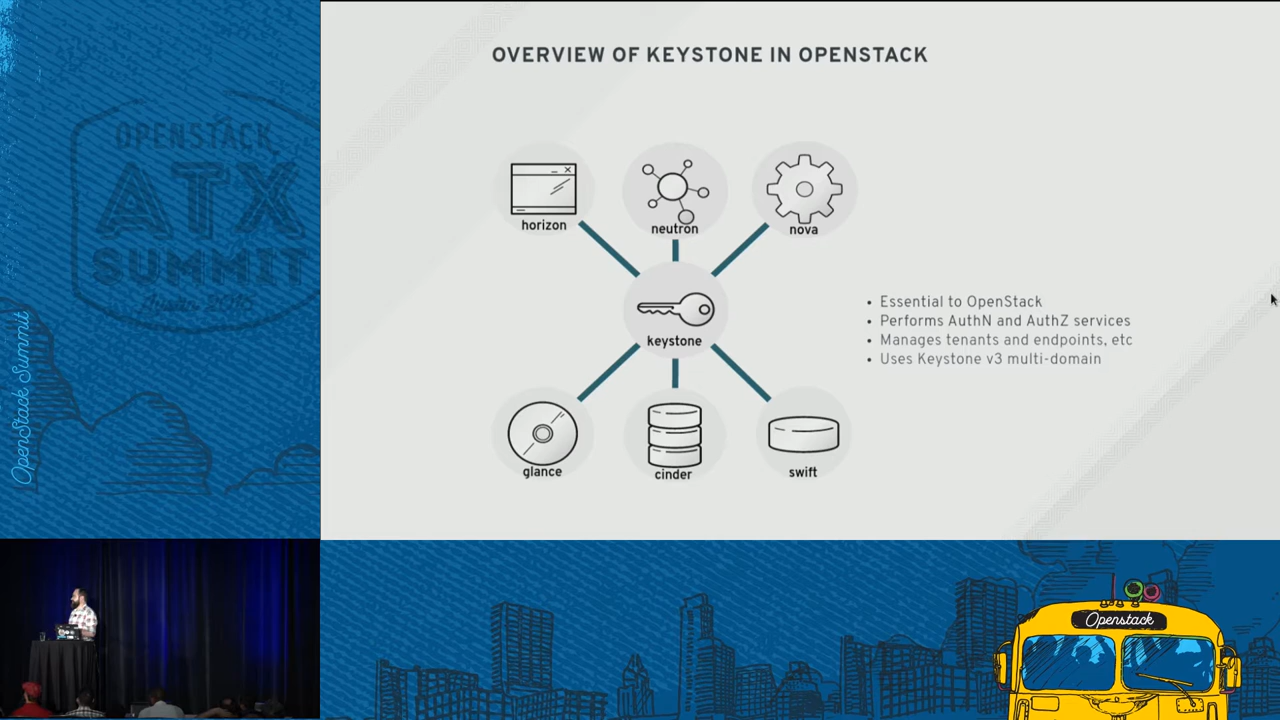 OPENSTACK
ATX
SUMMIT
Austin 2016
OpenStack Summit
OVERVIEW OF KEYSTONE IN OPENSTACK
horizon
neutron
nova
keystone
• Essential to OpenStack
• Performs AuthN and AuthZ services
• Manages tenants and endpoints, etc
• Uses Keystone v3 multi-domain
glance
cinder
swift
Openstack